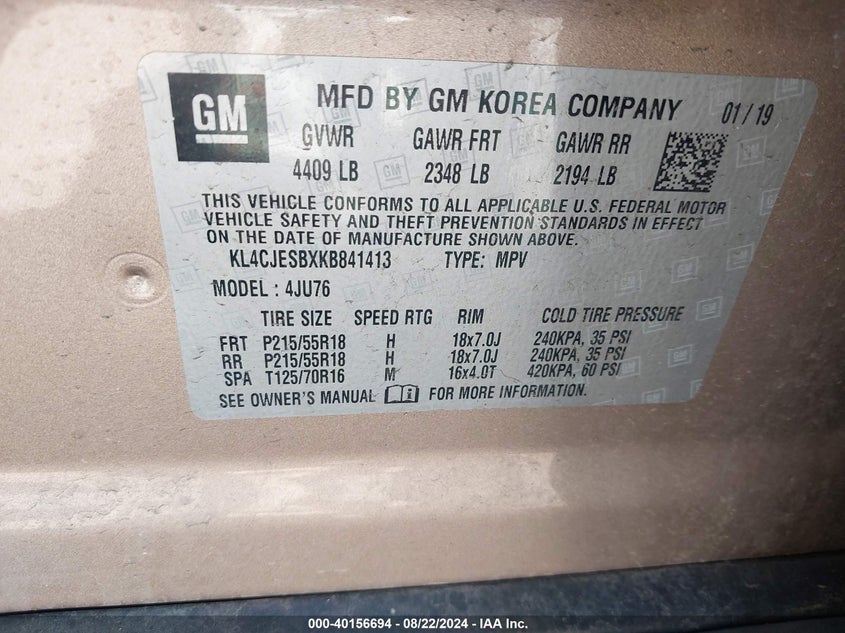 GM
MFD BY GM KOREA COMPANY 01/19
GVWR GAWR FRT GAWR RR
4409 LB 2348 LB 2194 LB
THIS VEHICLE CONFORMS TO ALL APPLICABLE U.S. FEDERAL MOTOR
VEHICLE SAFETY AND THEFT PREVENTION STANDARDS IN EFFECT
ON THE DATE OF MANUFACTURE SHOWN ABOVE.
KL4CJESBXKB841413 TYPE: MPV
MODEL : 4JU76
TIRE SIZE SPEED RTG RIM COLD TIRE PRESSURE
FRT P215/55R18 H 18x7.0J 240KPA, 35 PSI
RR P215/55R18 H 18x7.0J 240KPA, 35 PSI
SPA T125/70R16 M 16x4.0T 420KPA, 60 PSI
SEE OWNER'S MANUAL FOR MORE INFORMATION.
000-40156694 - 08/22/2024 - IAA Inc.